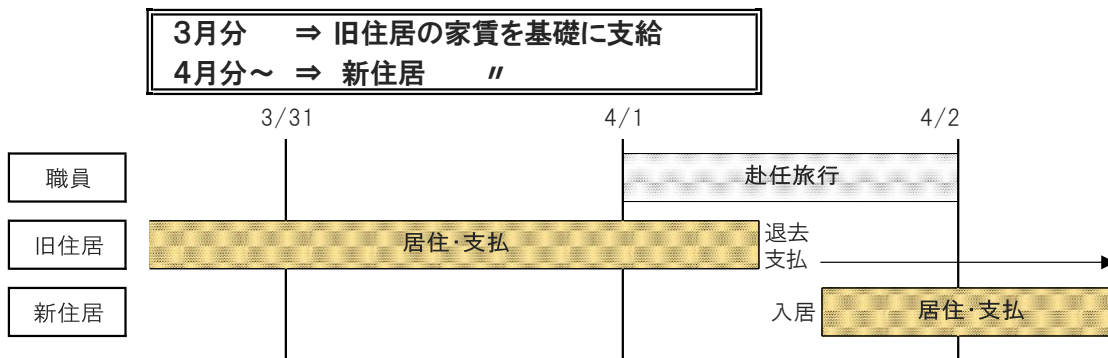 3月分 ⇒ 旧住居の家賃を基礎に支給
4月分～ ⇒ 新住居 〃
3/31 4/1 4/2
職員 赴任旅行
旧住居 居住・支払 退去
支払
新住居 入居 居住・支払